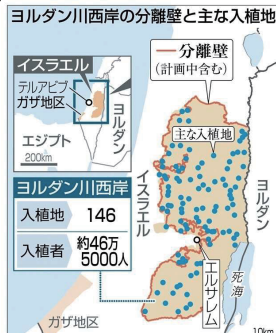 ヨルダン川西岸の分離壁と主な入植地
イスラエル
テルアビブ
ガザ地区
エジプト
ヨルダン
200km
分離壁
(計画中含む)
主な入植地
ヨルダン川西岸
入植地 146
入植者 約46万
5000人
イスラエル
ヨルダン
エルサレム
死海
ガザ地区
10km